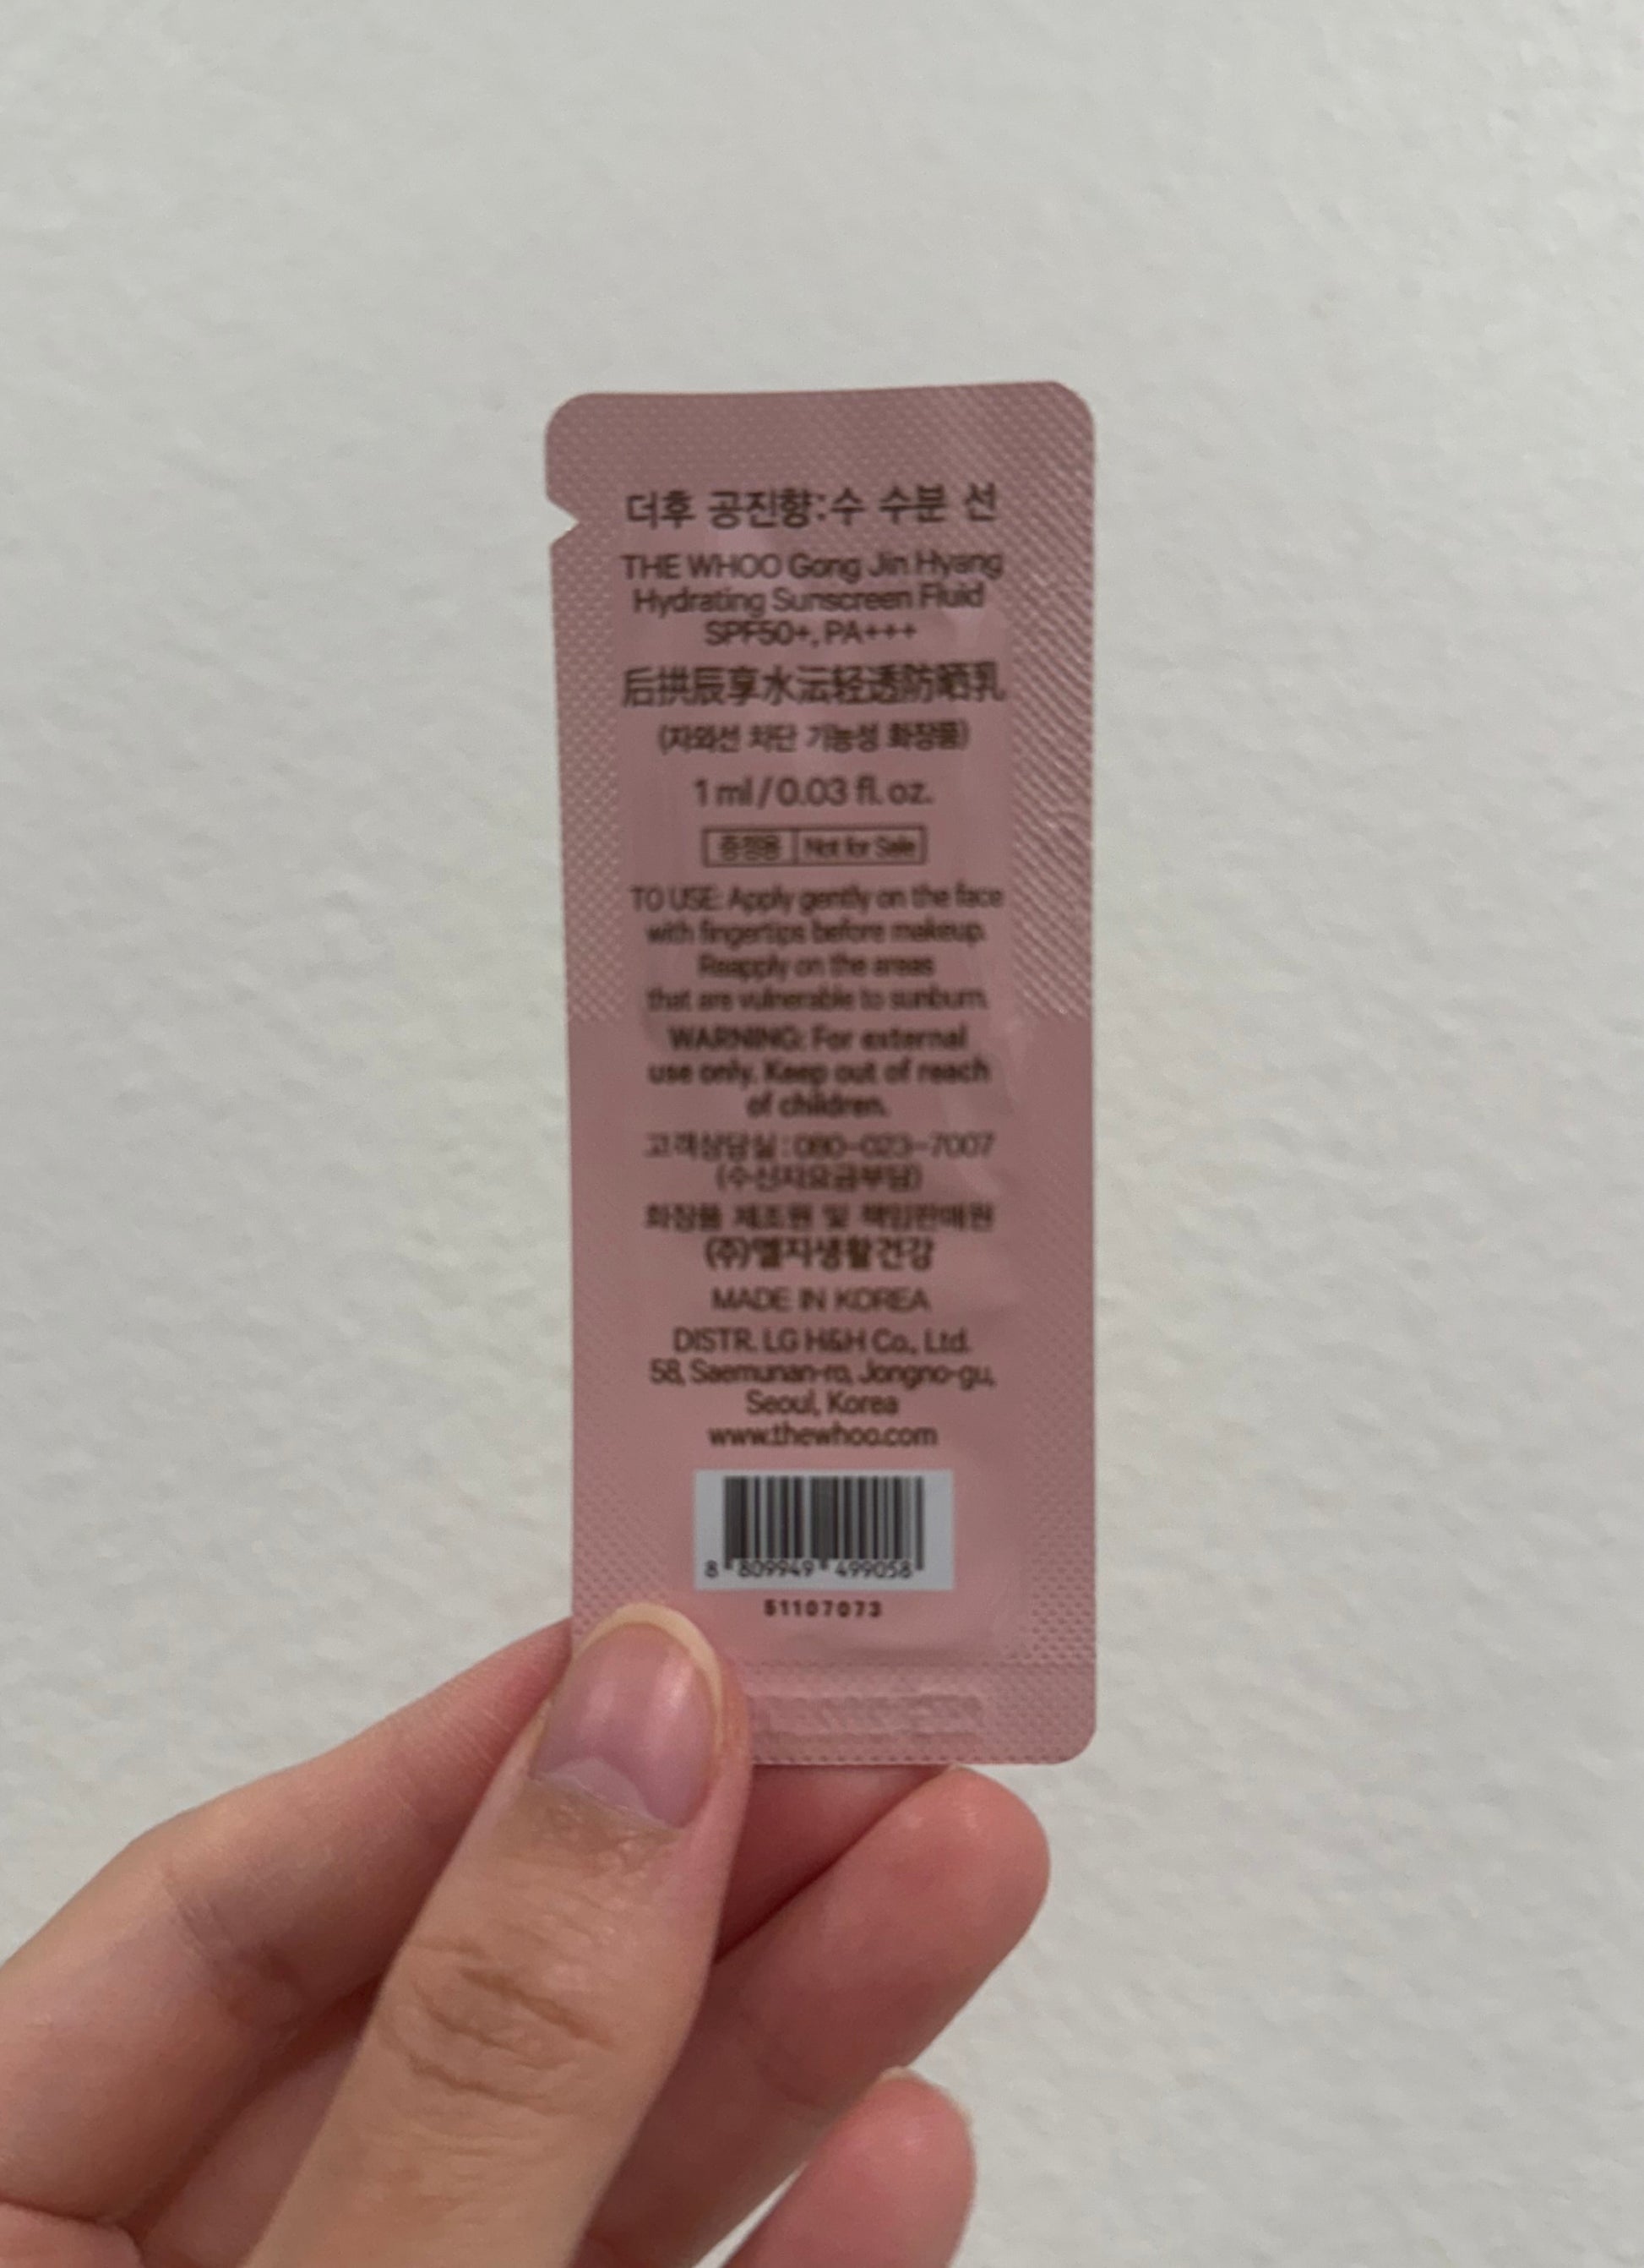 더후 공진향:수 수분 선
THE WHOO Gong Jin Hyang
Hydrating Sunscreen Fluid
SPF50+, PA+++
后拱辰享水沄轻透防晒乳
(자외선 차단 기능성 화장품)
1 ml / 0.03 fl. oz.
증정용 Not for Sale
TO USE: Apply gently on the face
with fingertips before makeup.
Reapply on the areas
that are vulnerable to sunburn.
WARNING: For external
use only. Keep out of reach
of children.
고객상담실 : 080-023-7007
(수신자요금부담)
화장품 제조원 및 책임판매원
(주)엘지생활건강
MADE IN KOREA
DISTR. LG H&H Co., Ltd.
58, Saemunan-ro, Jongno-gu,
Seoul, Korea
www.thewhoo.com
8 809949 499058
51107073